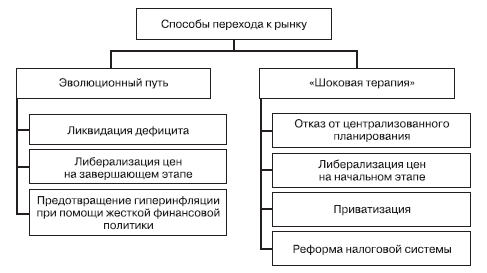 Способы перехода к рынку
Эволюционный путь
Ликвидация дефицита
Либерализация цен
на завершающем этапе
Предотвращение гиперинфляции
при помощи жесткой финансовой
политики
«Шоковая терапия»
Отказ от централизованного
планирования
Либерализация цен
на начальном этапе
Приватизация
Реформа налоговой системы